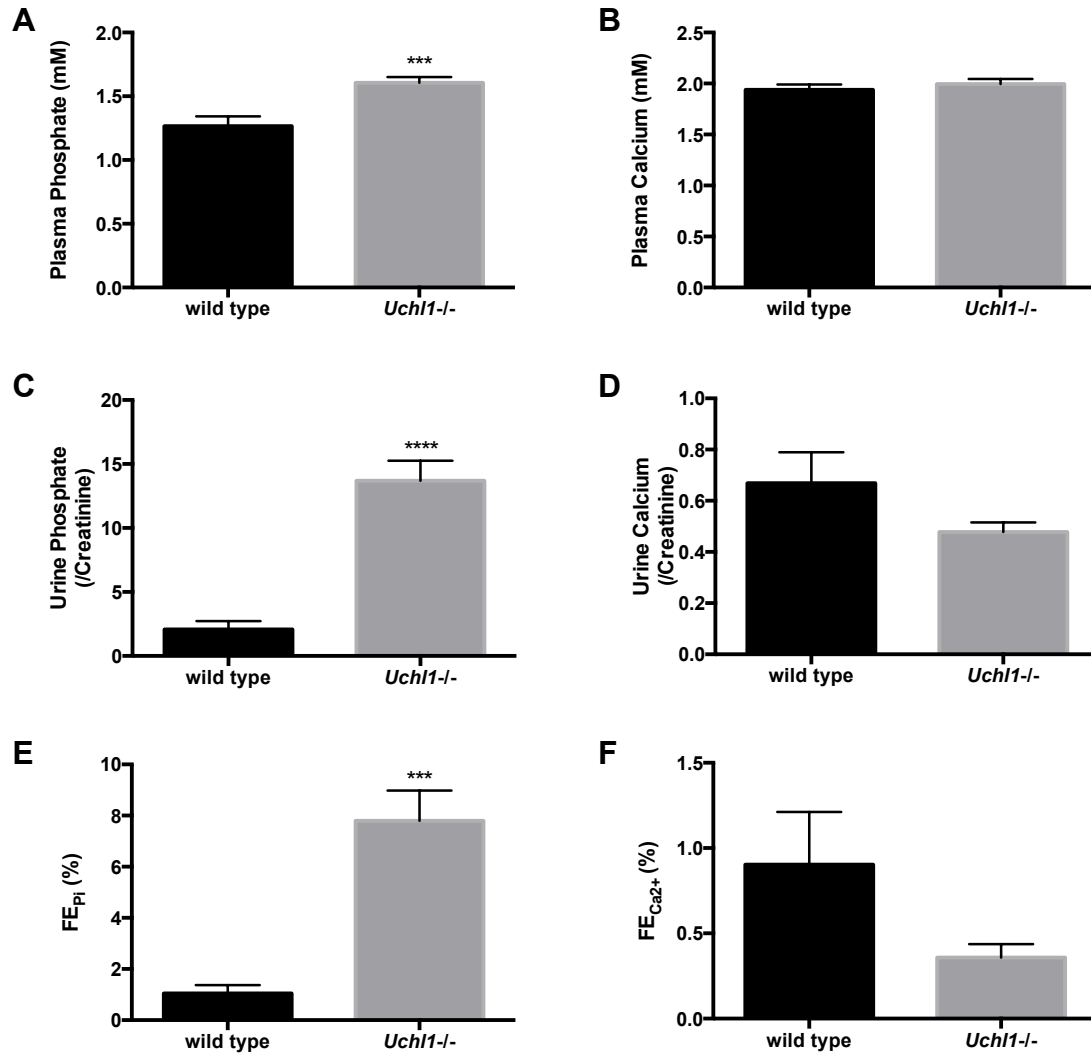 A
Plasma Phosphate (mM)
2.0
1.5
1.0
0.5
0.0
***
wild type
Uchl1-/-
B
Plasma Calcium (mM)
2.5
2.0
1.5
1.0
0.5
0.0
wild type
Uchl1-/-
C
Urine Phosphate
(/Creatinine)
20
15
10
5
0
****
wild type
Uchl1-/-
D
Urine Calcium
(/Creatinine)
1.0
0.8
0.6
0.4
0.2
0.0
wild type
Uchl1-/-
E
FEPi (%)
10
8
6
4
2
0
***
wild type
Uchl1-/-
F
FECa2+ (%)
1.5
1.0
0.5
0.0
wild type
Uchl1-/-